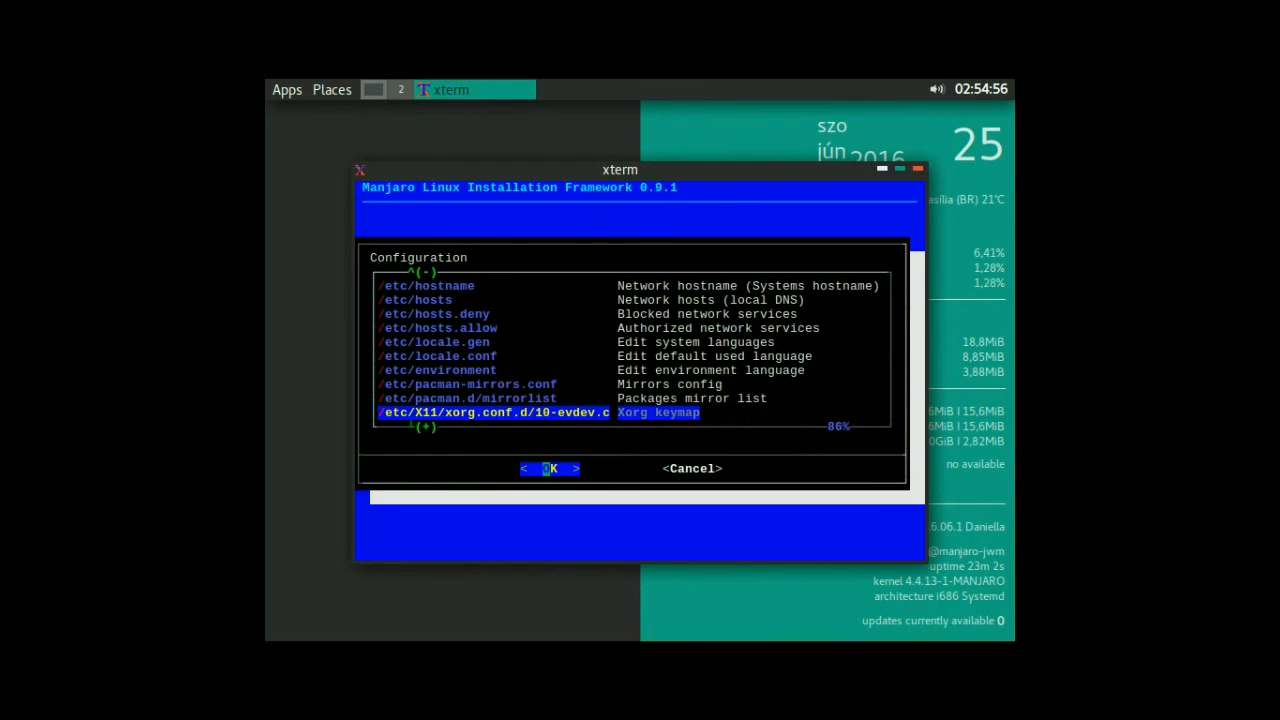 Apps Places 2 xterm 02:54:56
szo
jún 2016 25
xterm
Manjaro Linux Installation Framework 0.9.1
asília (BR) 21°C
Configuration
^(-)
/etc/hostname Network hostname (Systems hostname)
/etc/hosts Network hosts (local DNS)
/etc/hosts.deny Blocked network services
/etc/hosts.allow Authorized network services
/etc/locale.gen Edit system languages
/etc/locale.conf Edit default used language
/etc/environment Edit environment language
/etc/pacman-mirrors.conf Mirrors config
/etc/pacman.d/mirrorlist Packages mirror list
/etc/X11/xorg.conf.d/10-evdev.c Xorg keymap
(+) 86%
< OK > <Cancel>
6,41%
1,28%
1,28%
18,8MiB
8,85MiB
3,88MiB
6MiB | 15,6MiB
6MiB | 15,6MiB
0GiB | 2,82MiB
no available
6.06.1 Daniella
@manjaro-jwm
uptime 23m 2s
kernel 4.4.13-1-MANJARO
architecture i686 Systemd
updates currently available 0